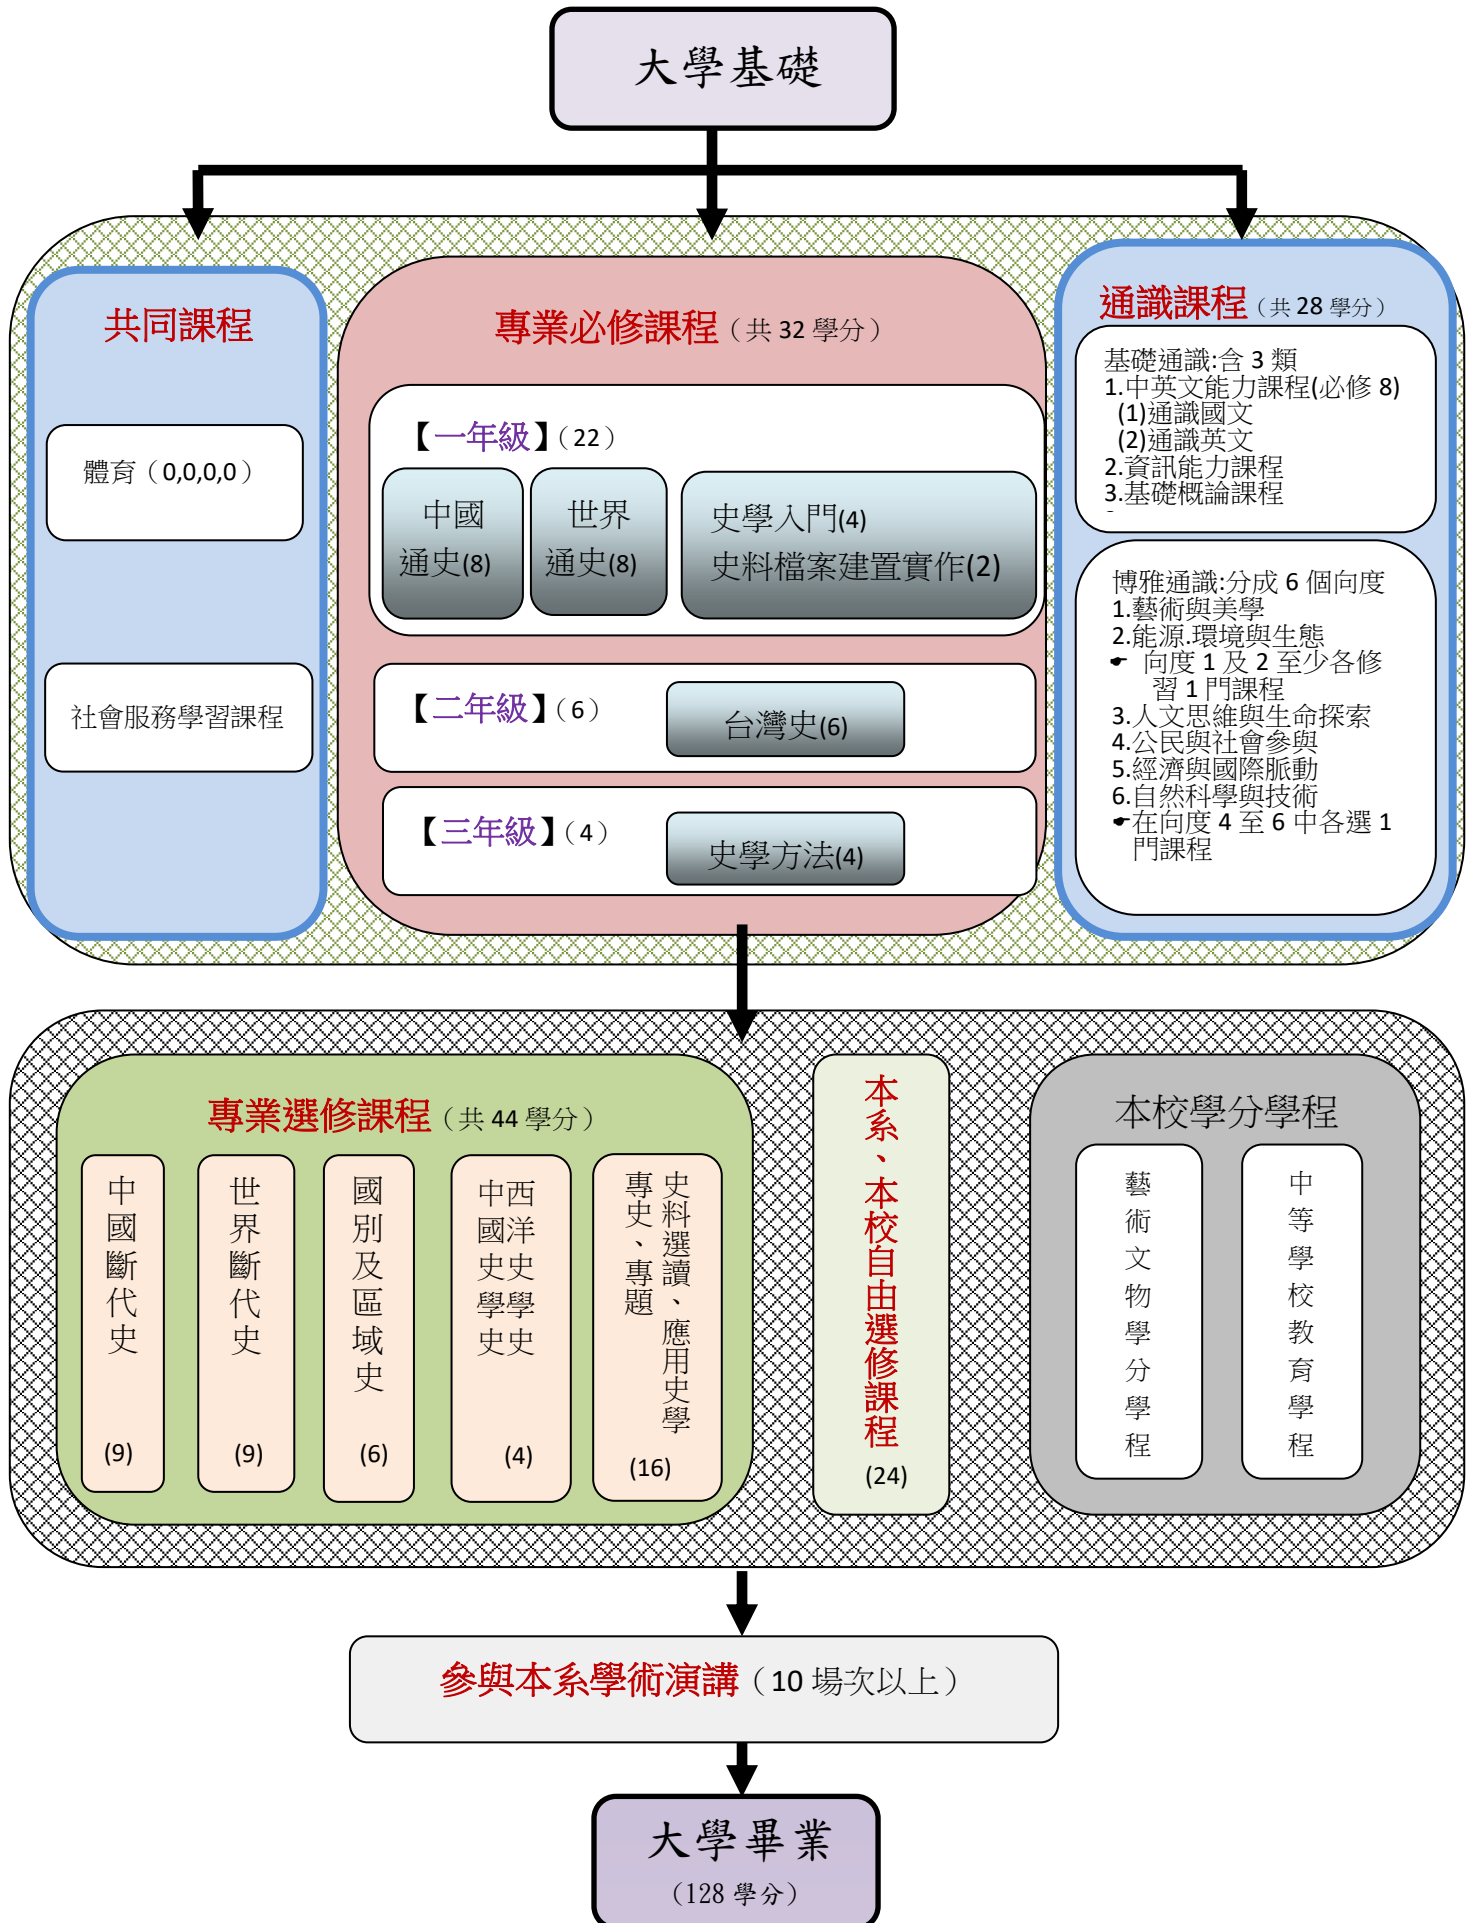 大學基礎
共同課程
體育（0,0,0,0）
社會服務學習課程
專業必修課程（共 32 學分）
【一年級】（22）
中國
通史(8)
世界
通史(8)
史學入門(4)
史料檔案建置實作(2)
【二年級】（6）
台灣史(6)
【三年級】（4）
史學方法(4)
通識課程（共 28 學分）
基礎通識:含 3 類
1.中英文能力課程(必修 8)
(1)通識國文
(2)通識英文
2.資訊能力課程
3.基礎概論課程
博雅通識:分成 6 個向度
1.藝術與美學
2.能源.環境與生態
☛ 向度 1 及 2 至少各修
習 1 門課程
3.人文思維與生命探索
4.公民與社會參與
5.經濟與國際脈動
6.自然科學與技術
☛在向度 4 至 6 中各選 1
門課程
專業選修課程（共 44 學分）
中國斷代史
(9)
世界斷代史
(9)
國別及區域史
(6)
西洋史學史
中國史學史
(4)
史料選讀、應用史學
專史、專題
(16)
本系、本校自由選修課程
(24)
本校學分學程
藝術文物學分學程
中等學校教育學程
參與本系學術演講（10 場次以上）
大學畢業
（128 學分）